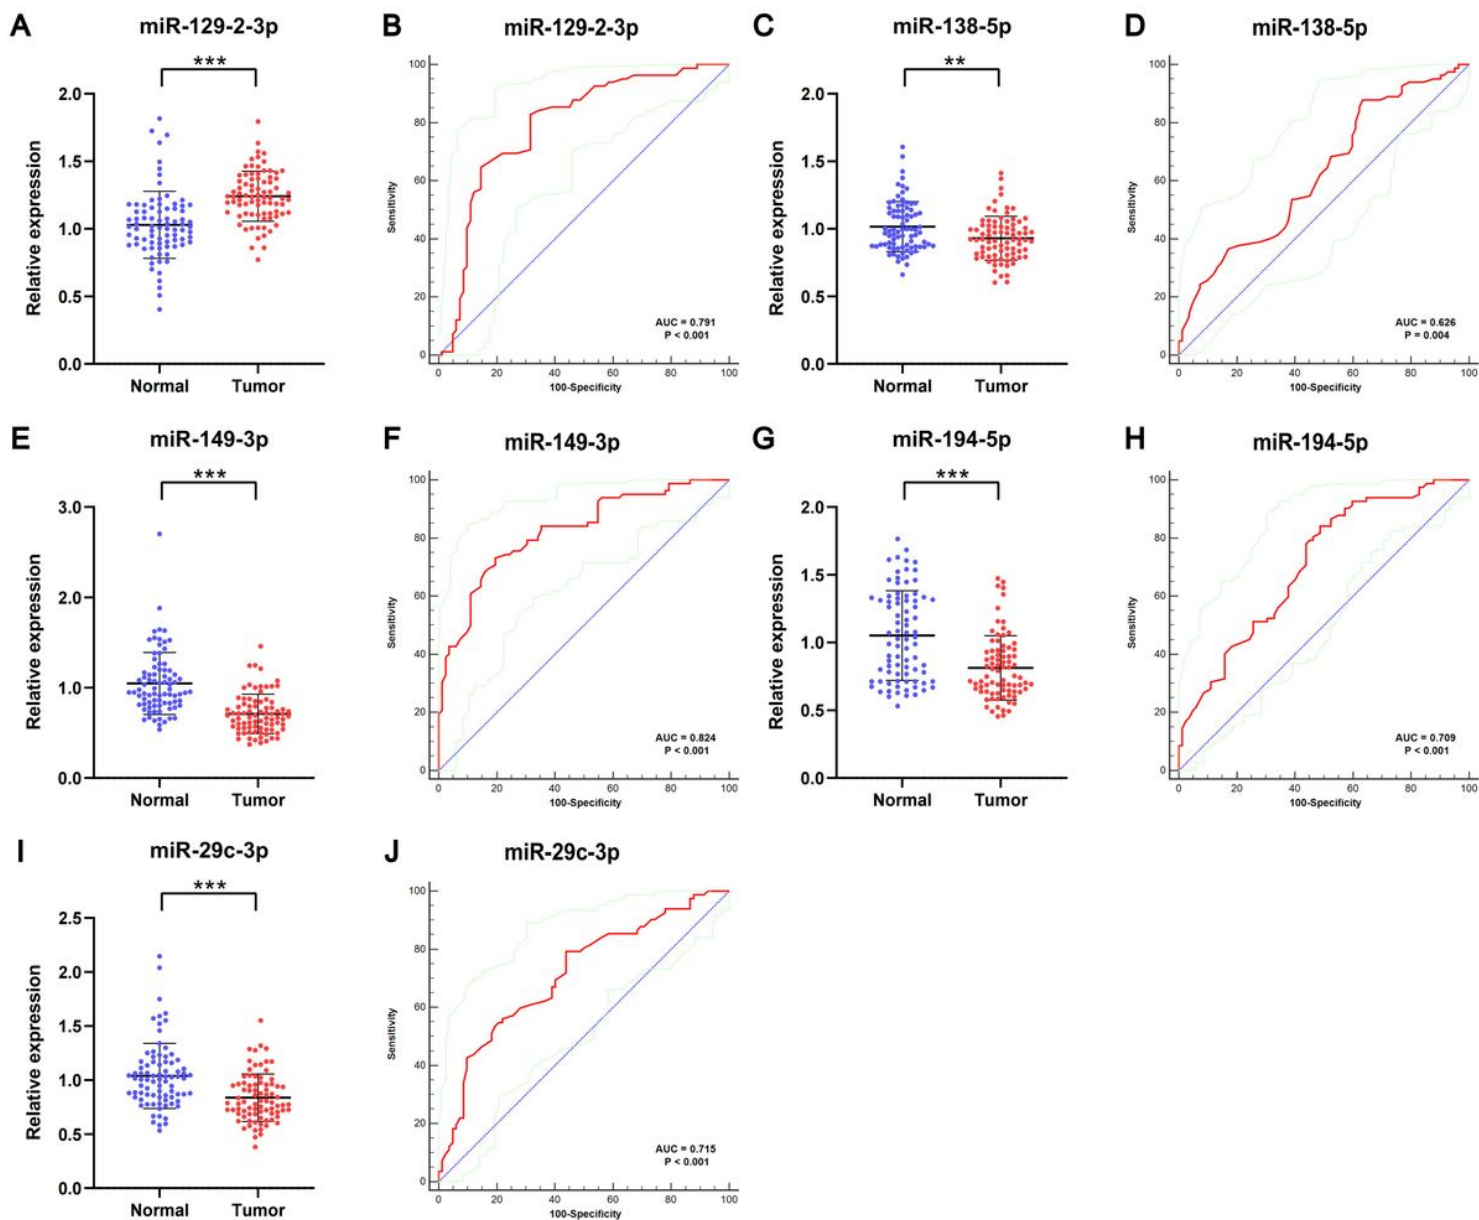 A
miR-129-2-3p
***
Relative expression
2.0
1.5
1.0
0.5
0.0
Normal Tumor
B
miR-129-2-3p
Sensitivity
100
80
60
40
20
0
AUC = 0.791
P < 0.001
0 20 40 60 80 100
100-Specificity
C
miR-138-5p
**
Relative expression
2.0
1.5
1.0
0.5
0.0
Normal Tumor
D
miR-138-5p
Sensitivity
100
80
60
40
20
0
AUC = 0.626
P = 0.004
0 20 40 60 80 100
100-Specificity
E
miR-149-3p
***
Relative expression
3.0
2.0
1.0
0.0
Normal Tumor
F
miR-149-3p
Sensitivity
100
80
60
40
20
0
AUC = 0.824
P < 0.001
0 20 40 60 80 100
100-Specificity
G
miR-194-5p
***
Relative expression
2.0
1.5
1.0
0.5
0.0
Normal Tumor
H
miR-194-5p
Sensitivity
100
80
60
40
20
0
AUC = 0.709
P < 0.001
0 20 40 60 80 100
100-Specificity
I
miR-29c-3p
***
Relative expression
2.5
2.0
1.5
1.0
0.5
0.0
Normal Tumor
J
miR-29c-3p
Sensitivity
100
80
60
40
20
0
AUC = 0.715
P < 0.001
0 20 40 60 80 100
100-Specificity